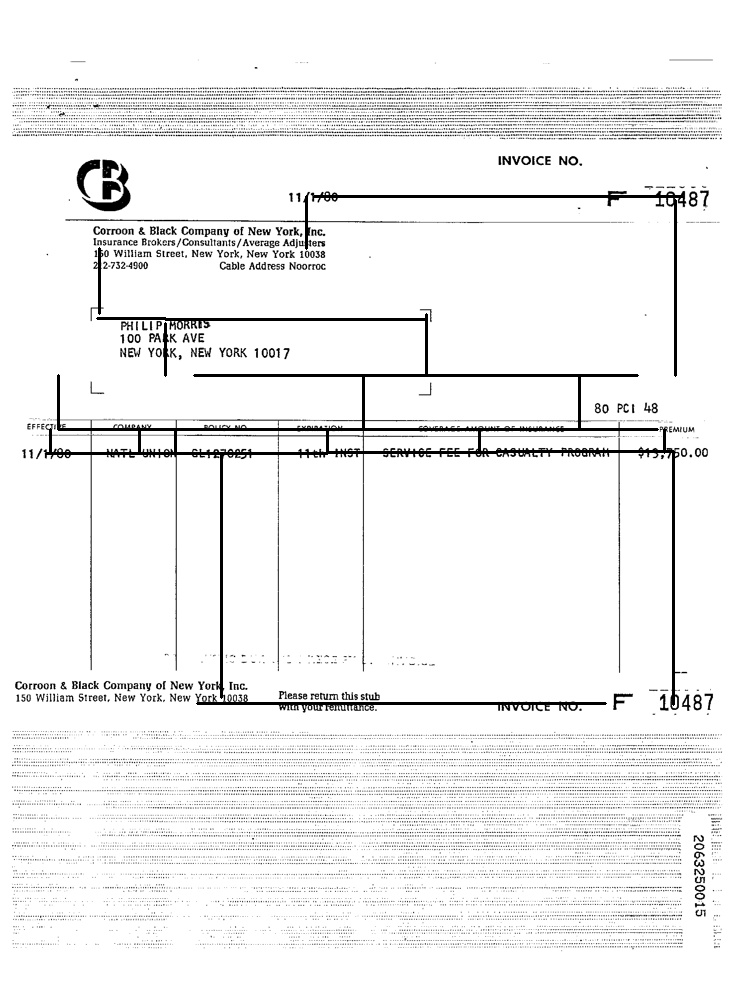 INVOICE NO.
CB
11/1/80 F 10487
Corroon & Black Company of New York, Inc.
Insurance Brokers/Consultants/Average Adjusters
150 William Street, New York, New York 10038
212-732-4900 Cable Address Noorroc
PHILIP MORRIS
100 PARK AVE
NEW YORK, NEW YORK 10017
80 PCI 48
EFFECTIVE COMPANY POLICY NO. EXPIRATION COVERAGE AMOUNT OF INSURANCE PREMIUM
11/1/80 NATL UNION GL1278251 11th INST SERVICE FEE FOR CASUALTY PROGRAM $13,750.00
Corroon & Black Company of New York, Inc.
150 William Street, New York, New York 10038
Please return this stub
with your remittance.
INVOICE NO. F 10487
2063250015